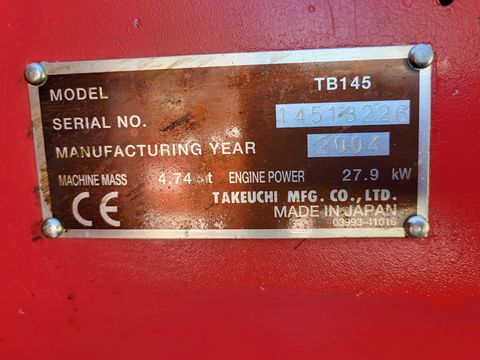 MODEL TB145
SERIAL NO. 14513226
MANUFACTURING YEAR 2004
MACHINE MASS 4.74 t ENGINE POWER 27.9 kW
CE TAKEUCHI MFG. CO., LTD.
MADE IN JAPAN
03993-41016